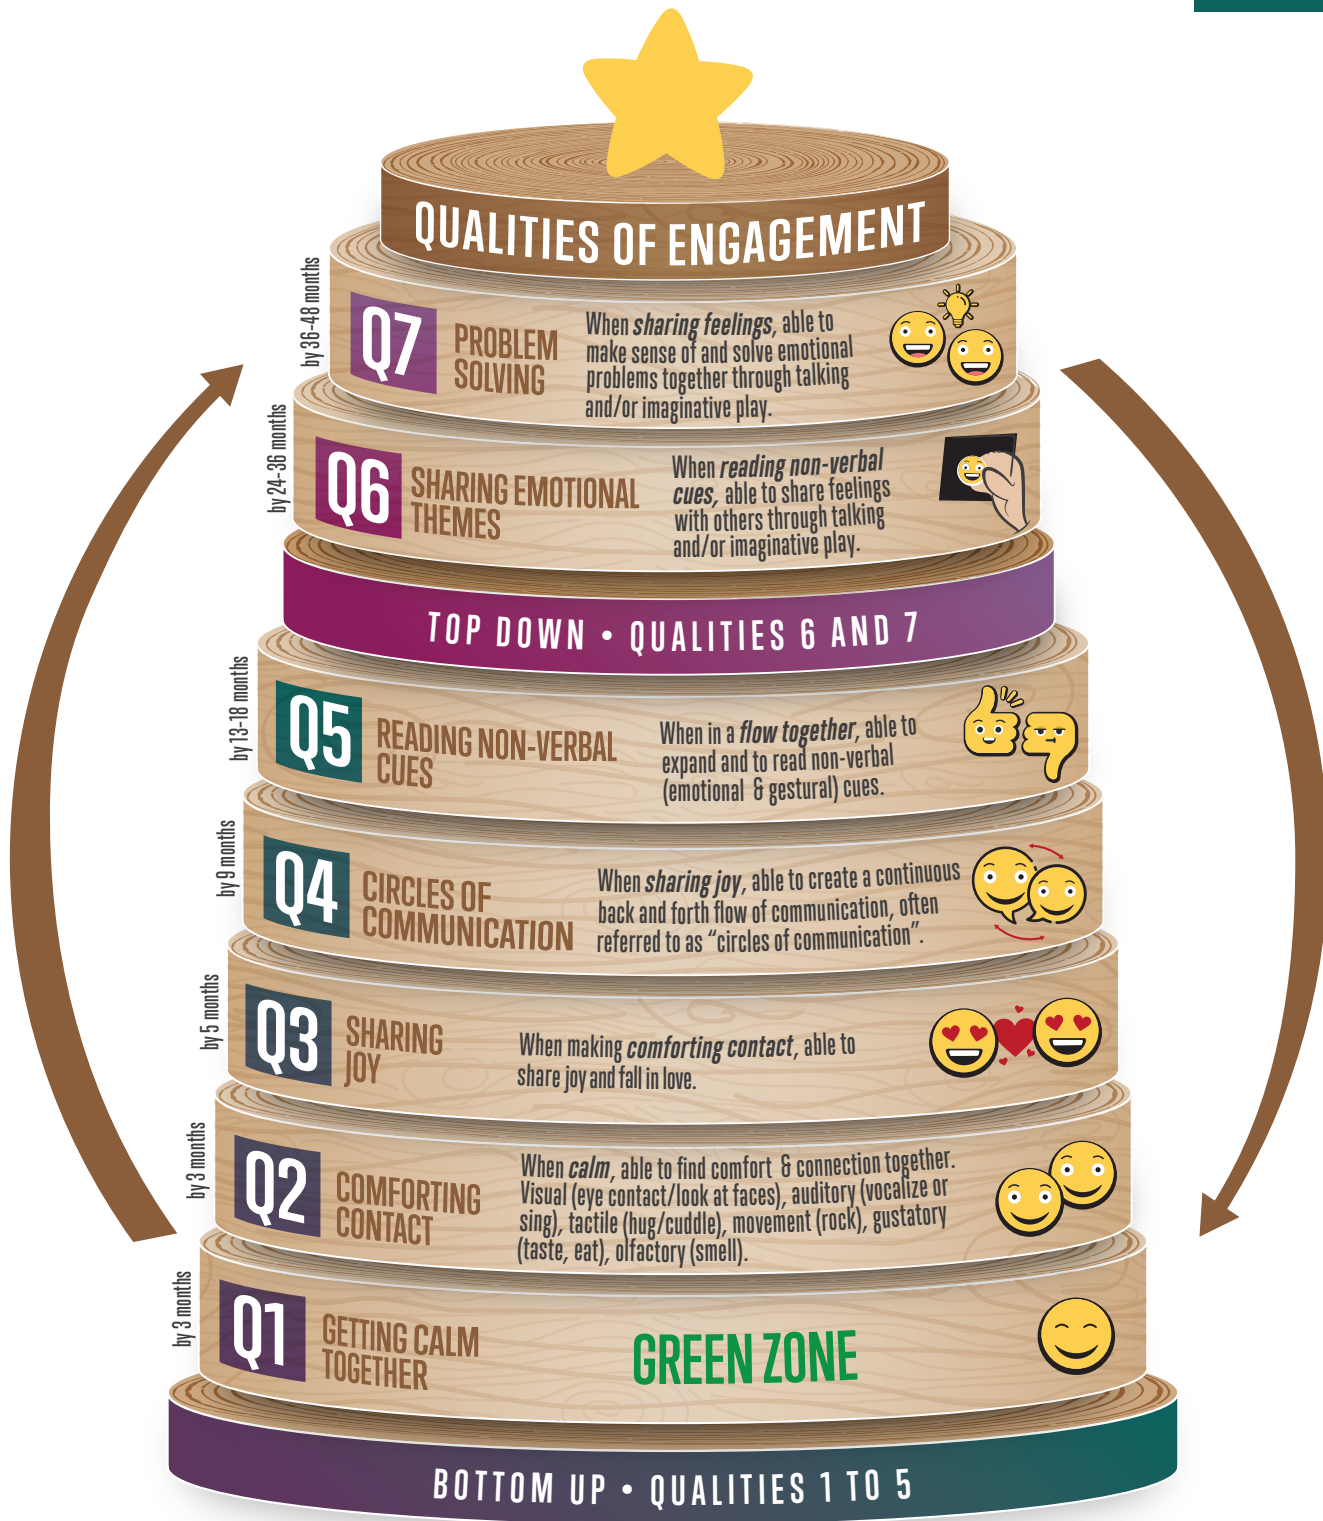 QUALITIES OF ENGAGEMENT
by 36-48 months
Q7
PROBLEM
SOLVING
When sharing feelings, able to
make sense of and solve emotional
problems together through talking
and/or imaginative play.
by 24-36 months
Q6
SHARING EMOTIONAL
THEMES
When reading non-verbal
cues, able to share feelings
with others through talking
and/or imaginative play.
TOP DOWN • QUALITIES 6 AND 7
by 13-18 months
Q5
READING NON-VERBAL
CUES
When in a flow together, able to
expand and to read non-verbal
(emotional & gestural) cues.
by 9 months
Q4
CIRCLES OF
COMMUNICATION
When sharing joy, able to create a continuous
back and forth flow of communication, often
referred to as “circles of communication”.
by 5 months
Q3
SHARING
JOY
When making comforting contact, able to
share joy and fall in love.
by 3 months
Q2
COMFORTING
CONTACT
When calm, able to find comfort & connection together.
Visual (eye contact/look at faces), auditory (vocalize or
sing), tactile (hug/cuddle), movement (rock), gustatory
(taste, eat), olfactory (smell).
by 3 months
Q1
GETTING CALM
TOGETHER
GREEN ZONE
BOTTOM UP • QUALITIES 1 TO 5